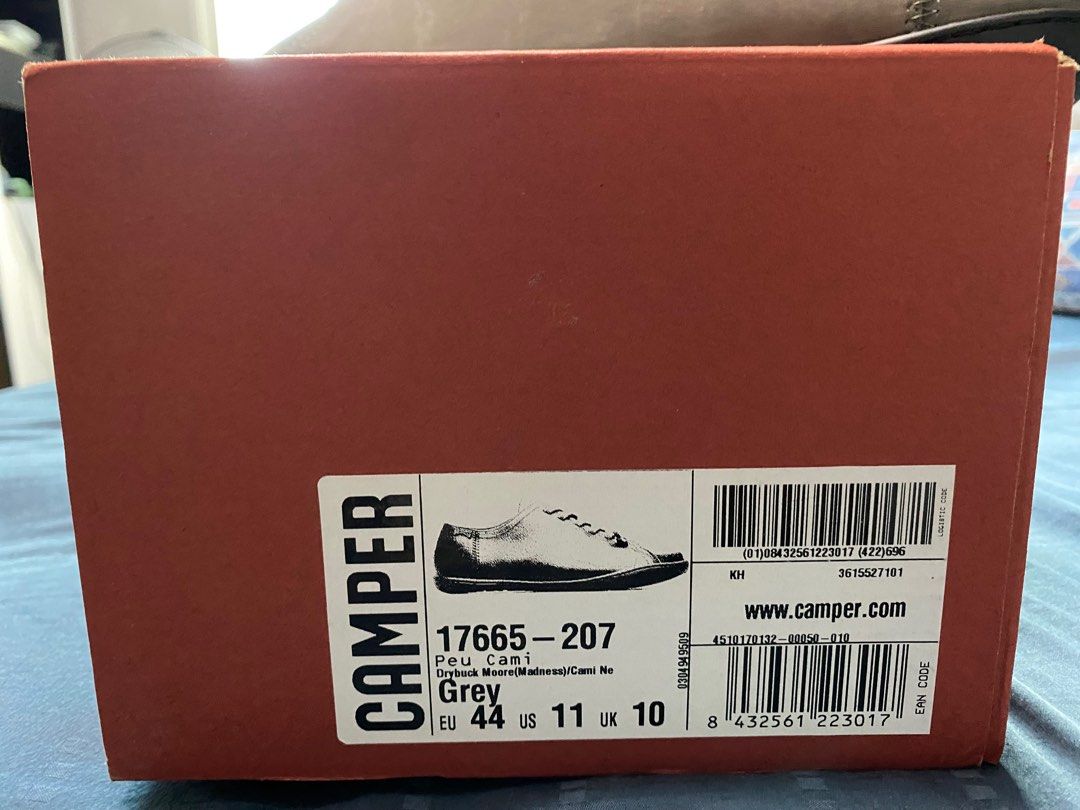 CAMPER
17665-207
Peu Cami
Drybuck Moore(Madness)/Cami Ne
Grey
EU 44 US 11 UK 10
0304949509
(01)08432561223017 (422)696
LOGISTIC CODE
KH 3615527101
www.camper.com
4510170132-00050-010
8 432561 223017
EAN CODE